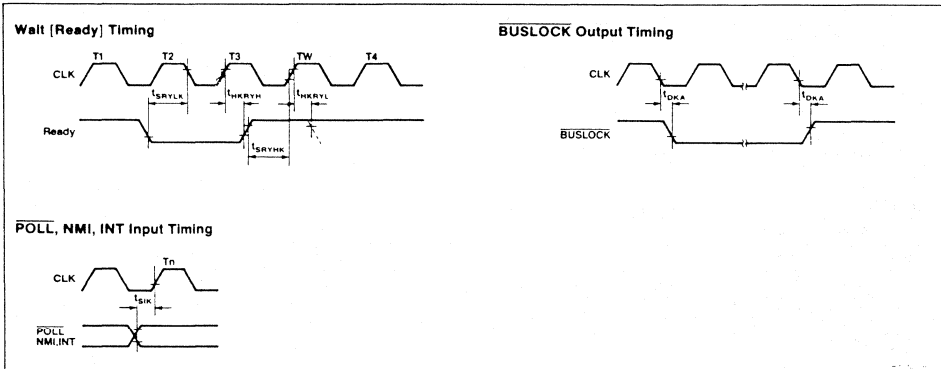 Wait [Ready] Timing
T1 T2 T3 TW T4
CLK
tSRYLK tHKRYH tHKRYL
Ready
tSRYHK
BUSLOCK Output Timing
CLK
tDKA tDKA
BUSLOCK
POLL, NMI, INT Input Timing
Tn
CLK
tSIK
POLL
NMI,INT